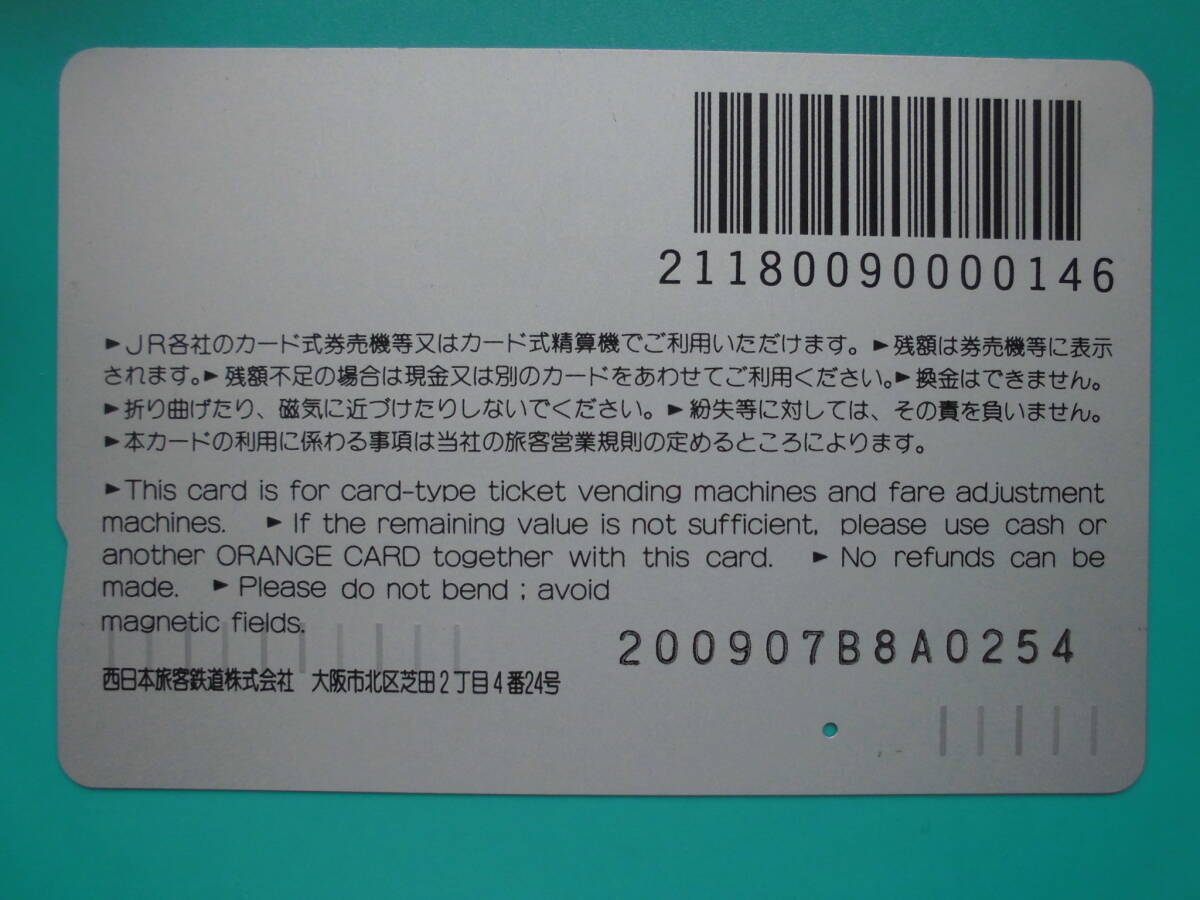 21180090000146
►JR各社のカード式券売機等又はカード式精算機でご利用いただけます。►残額は券売機等に表示
されます。►残額不足の場合は現金又は別のカードをあわせてご利用ください。►換金はできません。
►折り曲げたり、磁気に近づけたりしないでください。►紛失等に対しては、その責を負いません。
►本カードの利用に係わる事項は当社の旅客営業規則の定めるところによります。
►This card is for card-type ticket vending machines and fare adjustment
machines. ►If the remaining value is not sufficient, please use cash or
another ORANGE CARD together with this card. ►No refunds can be
made. ►Please do not bend ; avoid
magnetic fields.
200907B8A0254
西日本旅客鉄道株式会社 大阪市北区芝田2丁目4番24号